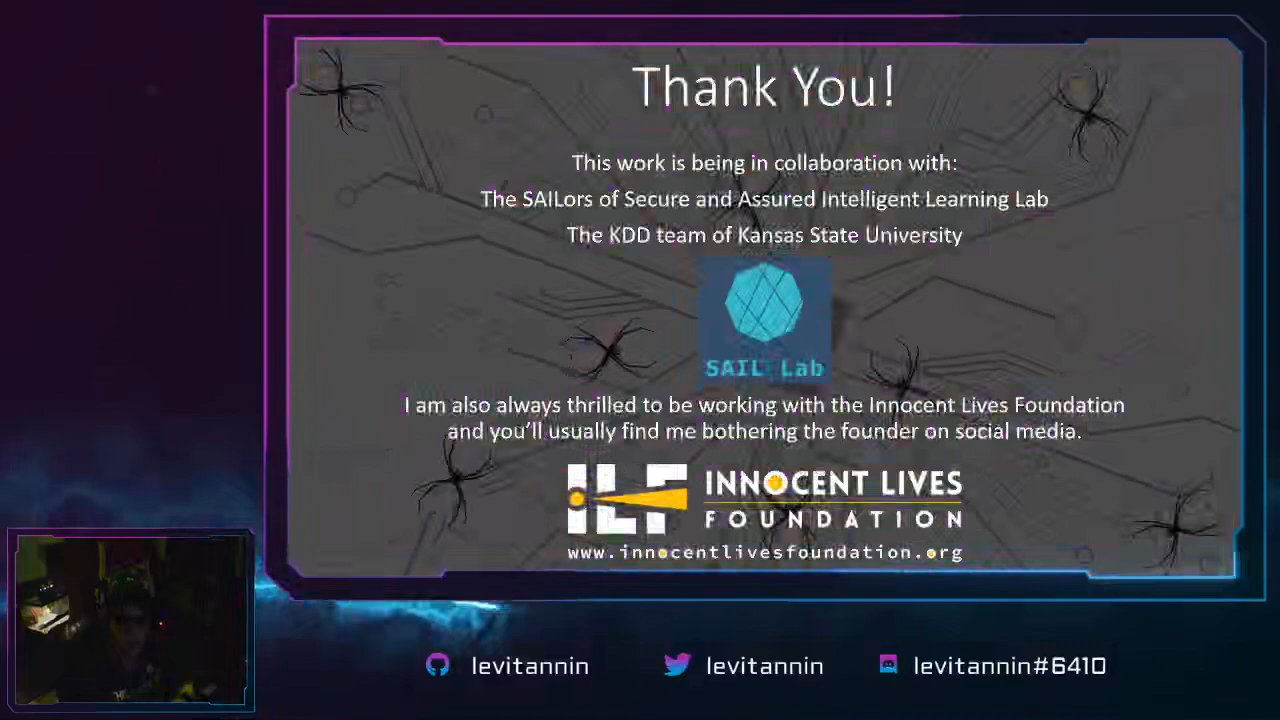 Thank You!
This work is being in collaboration with:
The SAILors of Secure and Assured Intelligent Learning Lab
The KDD team of Kansas State University
SAIL Lab
I am also always thrilled to be working with the Innocent Lives Foundation
and you'll usually find me bothering the founder on social media.
ILF INNOCENT LIVES
FOUNDATION
www.innocentlivesfoundation.org
levitannin levitannin levitannin#6410